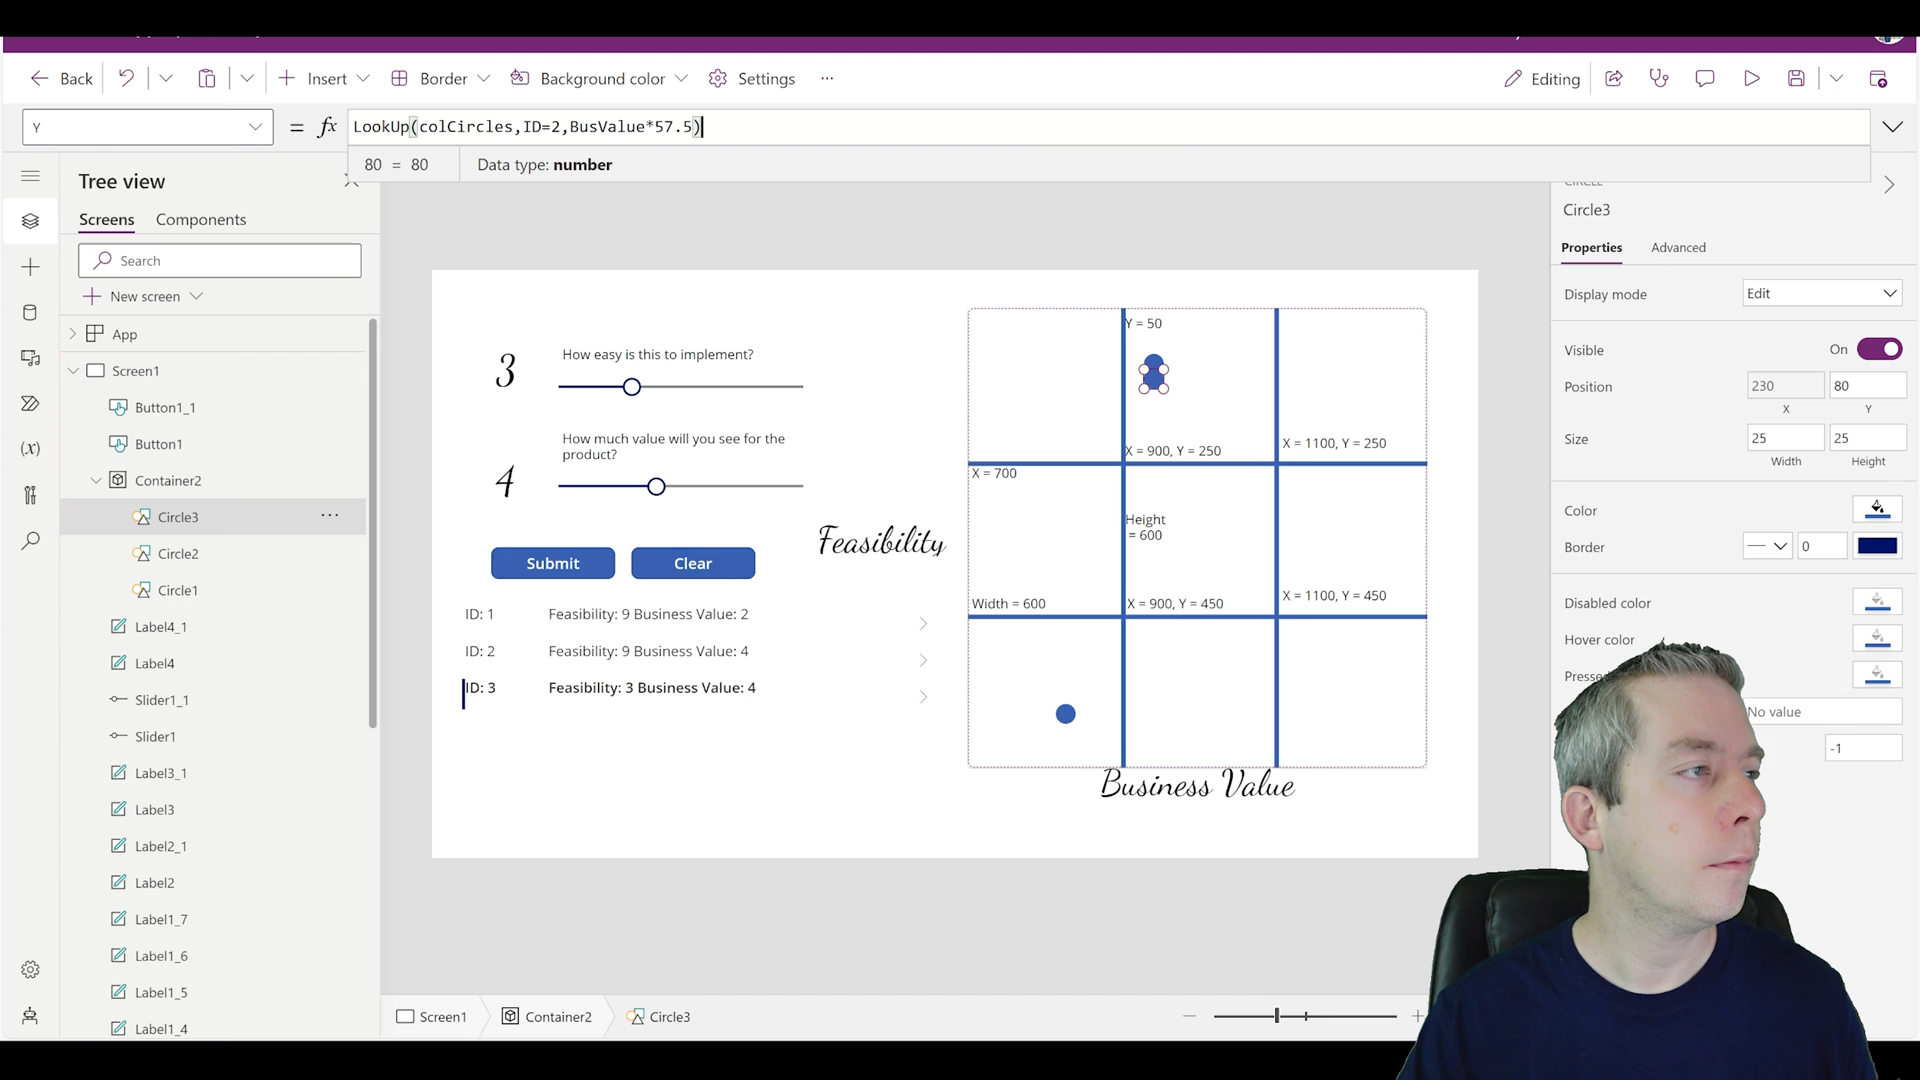 Back
Insert
Border
Background color
Settings
···
Editing
Y
=
fx
LookUp(colCircles,ID=2,BusValue*57.5)
80 = 80
Data type: number
Tree view
Screens
Components
Search
New screen
App
Screen1
Button1_1
Button1
Container2
Circle3
Circle2
Circle1
Label4_1
Label4
Slider1_1
Slider1
Label3_1
Label3
Label2_1
Label2
Label1_7
Label1_6
Label1_5
Label1_4
3
How easy is this to implement?
4
How much value will you see for the
product?
Submit
Clear
ID: 1
Feasibility: 9 Business Value: 2
ID: 2
Feasibility: 9 Business Value: 4
ID: 3
Feasibility: 3 Business Value: 4
Feasibility
Y = 50
X = 900, Y = 250
X = 1100, Y = 250
X = 700
Height
= 600
Width = 600
X = 900, Y = 450
X = 1100, Y = 450
Business Value
Screen1
Container2
Circle3
Circle3
Properties
Advanced
Display mode
Edit
Visible
On
Position
230
80
X
Y
Size
25
25
Width
Height
Color
Border
0
Disabled color
Hover color
No value
-1